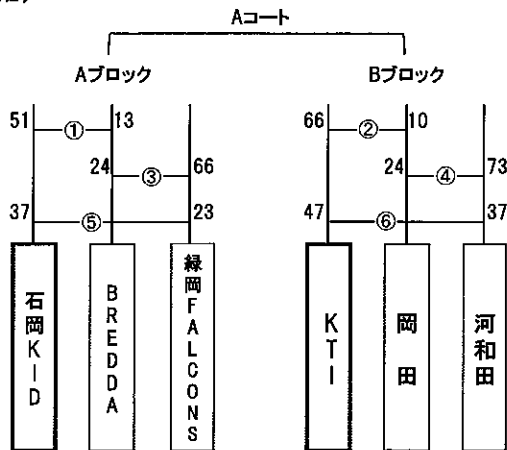 Aコート
Aブロック Bブロック
51 ① 13 66 ② 10
24 ③ 66 24 ④ 73
37 ⑤ 23 47 ⑥ 37
石岡KID
BREDDA
緑岡FALCONS
KTI
岡田
河和田